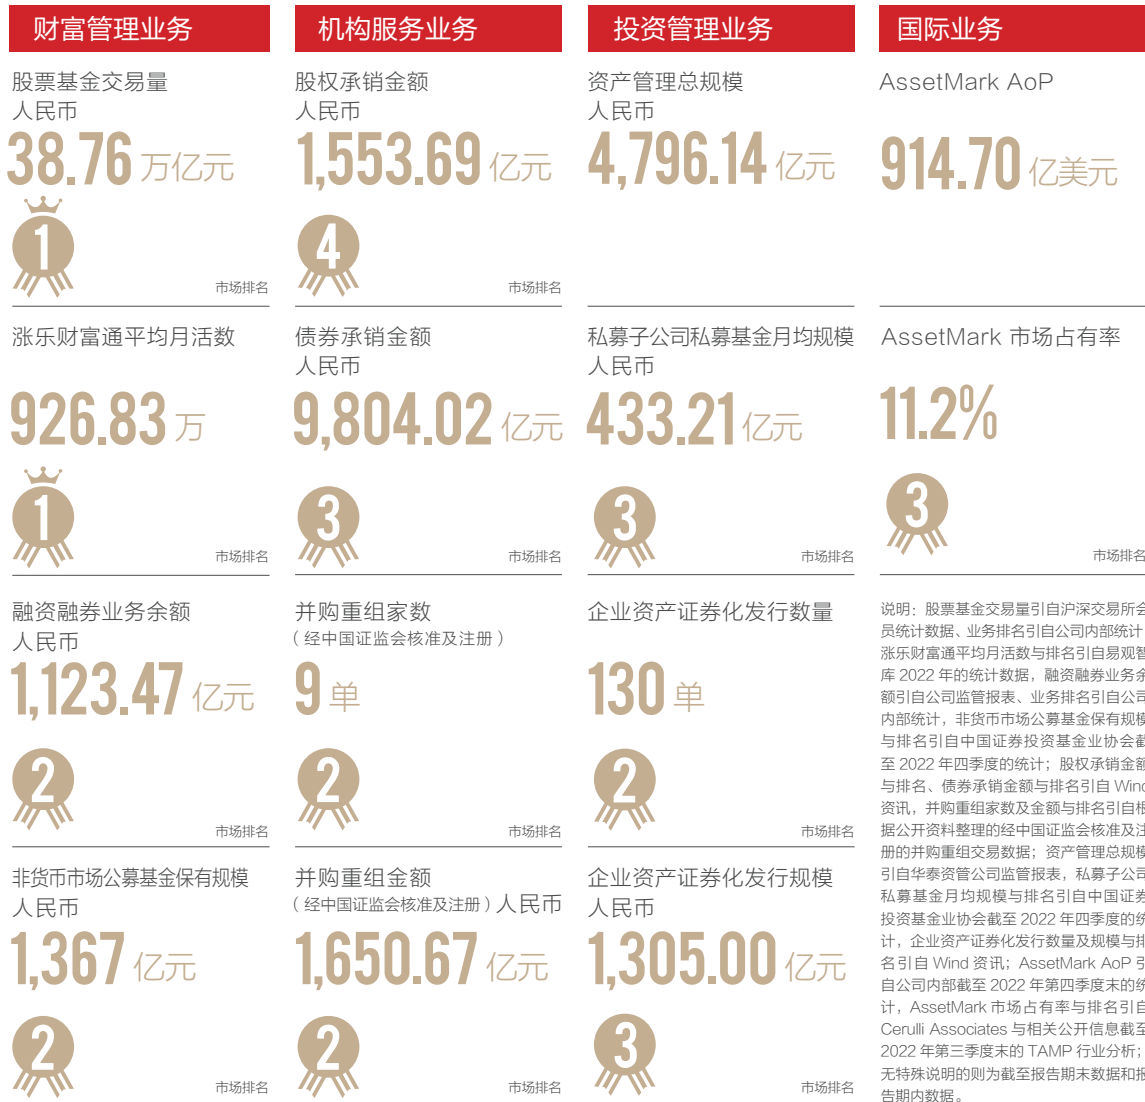 财富管理业务
股票基金交易量
人民币
38.76 万亿元
1
市场排名
涨乐财富通平均月活数
926.83 万
1
市场排名
融资融券业务余额
人民币
1,123.47 亿元
2
市场排名
非货币市场公募基金保有规模
人民币
1,367 亿元
2
市场排名
机构服务业务
股权承销金额
人民币
1,553.69 亿元
4
市场排名
债券承销金额
人民币
9,804.02 亿元
3
市场排名
并购重组家数
(经中国证监会核准及注册)
9 单
2
市场排名
并购重组金额
(经中国证监会核准及注册)人民币
1,650.67 亿元
2
市场排名
投资管理业务
资产管理总规模
人民币
4,796.14 亿元
私募子公司私募基金月均规模
人民币
433.21 亿元
3
市场排名
企业资产证券化发行数量
130 单
2
市场排名
企业资产证券化发行规模
人民币
1,305.00 亿元
3
市场排名
国际业务
AssetMark AoP
914.70 亿美元
AssetMark 市场占有率
11.2%
3
市场排名
说明：股票基金交易量引自沪深交易所会
员统计数据、业务排名引自公司内部统计
涨乐财富通平均月活数与排名引自易观智
库 2022 年的统计数据，融资融券业务余
额引自公司监管报表、业务排名引自公司
内部统计，非货币市场公募基金保有规模
与排名引自中国证券投资基金业协会截
至 2022 年四季度的统计；股权承销金额
与排名、债券承销金额与排名引自 Wind
资讯，并购重组家数及金额与排名引自根
据公开资料整理的经中国证监会核准及注
册的并购重组交易数据；资产管理总规模
引自华泰资管公司监管报表，私募子公司
私募基金月均规模与排名引自中国证券
投资基金业协会截至 2022 年四季度的统
计，企业资产证券化发行数量及规模与排
名引自 Wind 资讯；AssetMark AoP 引
自公司内部截至 2022 年第四季度末的统
计，AssetMark 市场占有率与排名引自
Cerulli Associates 与相关公开信息截至
2022 年第三季度末的 TAMP 行业分析；
无特殊说明的则为截至报告期末数据和报
告期内数据。